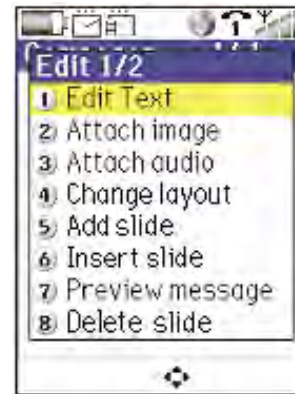 Edit 1/2
1 Edit Text
2 Attach image
3 Attach audio
4 Change layout
5 Add slide
6 Insert slide
7 Preview message
8 Delete slide